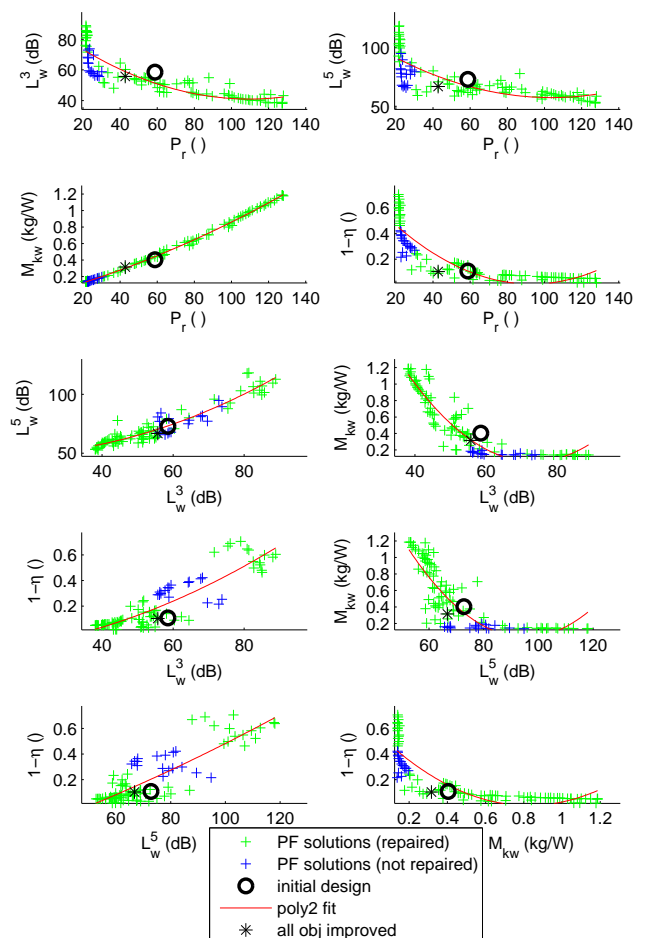 80
60
40
L_w^3 (dB)
20 40 60 80 100 120 140
P_r ( )
100
50
L_w^5 (dB)
20 40 60 80 100 120 140
P_r ( )
1.2
1
0.8
0.6
0.4
0.2
M_kw (kg/W)
20 40 60 80 100 120 140
P_r ( )
0.6
0.4
0.2
1−η ()
20 40 60 80 100 120 140
P_r ( )
100
50
L_w^5 (dB)
40 60 80
L_w^3 (dB)
1.2
1
0.8
0.6
0.4
0.2
M_kw (kg/W)
40 60 80
L_w^3 (dB)
0.6
0.4
0.2
1−η ()
40 60 80
L_w^3 (dB)
1.2
1
0.8
0.6
0.4
0.2
M_kw (kg/W)
60 80 100 120
L_w^5 (dB)
0.6
0.4
0.2
1−η ()
60 80 100 120
L_w^5 (dB)
0.6
0.4
0.2
0
1−η ()
0.2 0.4 0.6 0.8 1 1.2
M_kw (kg/W)
PF solutions (repaired)
PF solutions (not repaired)
initial design
poly2 fit
all obj improved